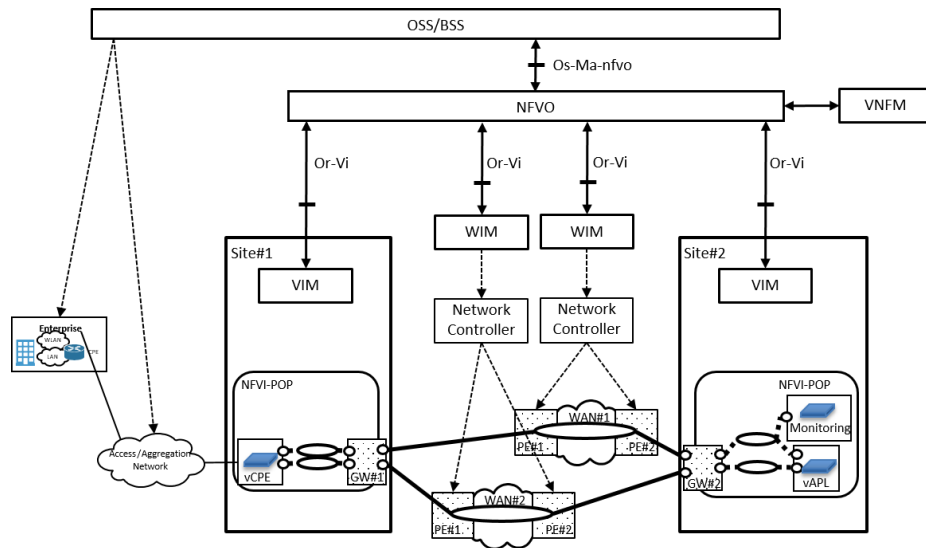 OSS/BSS
Os-Ma-nfvo
NFVO
VNFM
Or-Vi
Or-Vi
Or-Vi
Or-Vi
WIM
WIM
Site#1
Site#2
VIM
VIM
Network
Controller
Network
Controller
Enterprise
WLAN
LAN
CPE
NFVI-POP
NFVI-POP
WAN#1
Monitoring
PE#1
PE#2
Access /Aggregation
Network
vCPE
GW#1
GW#2
vAPL
WAN#2
PE#1
PE#2